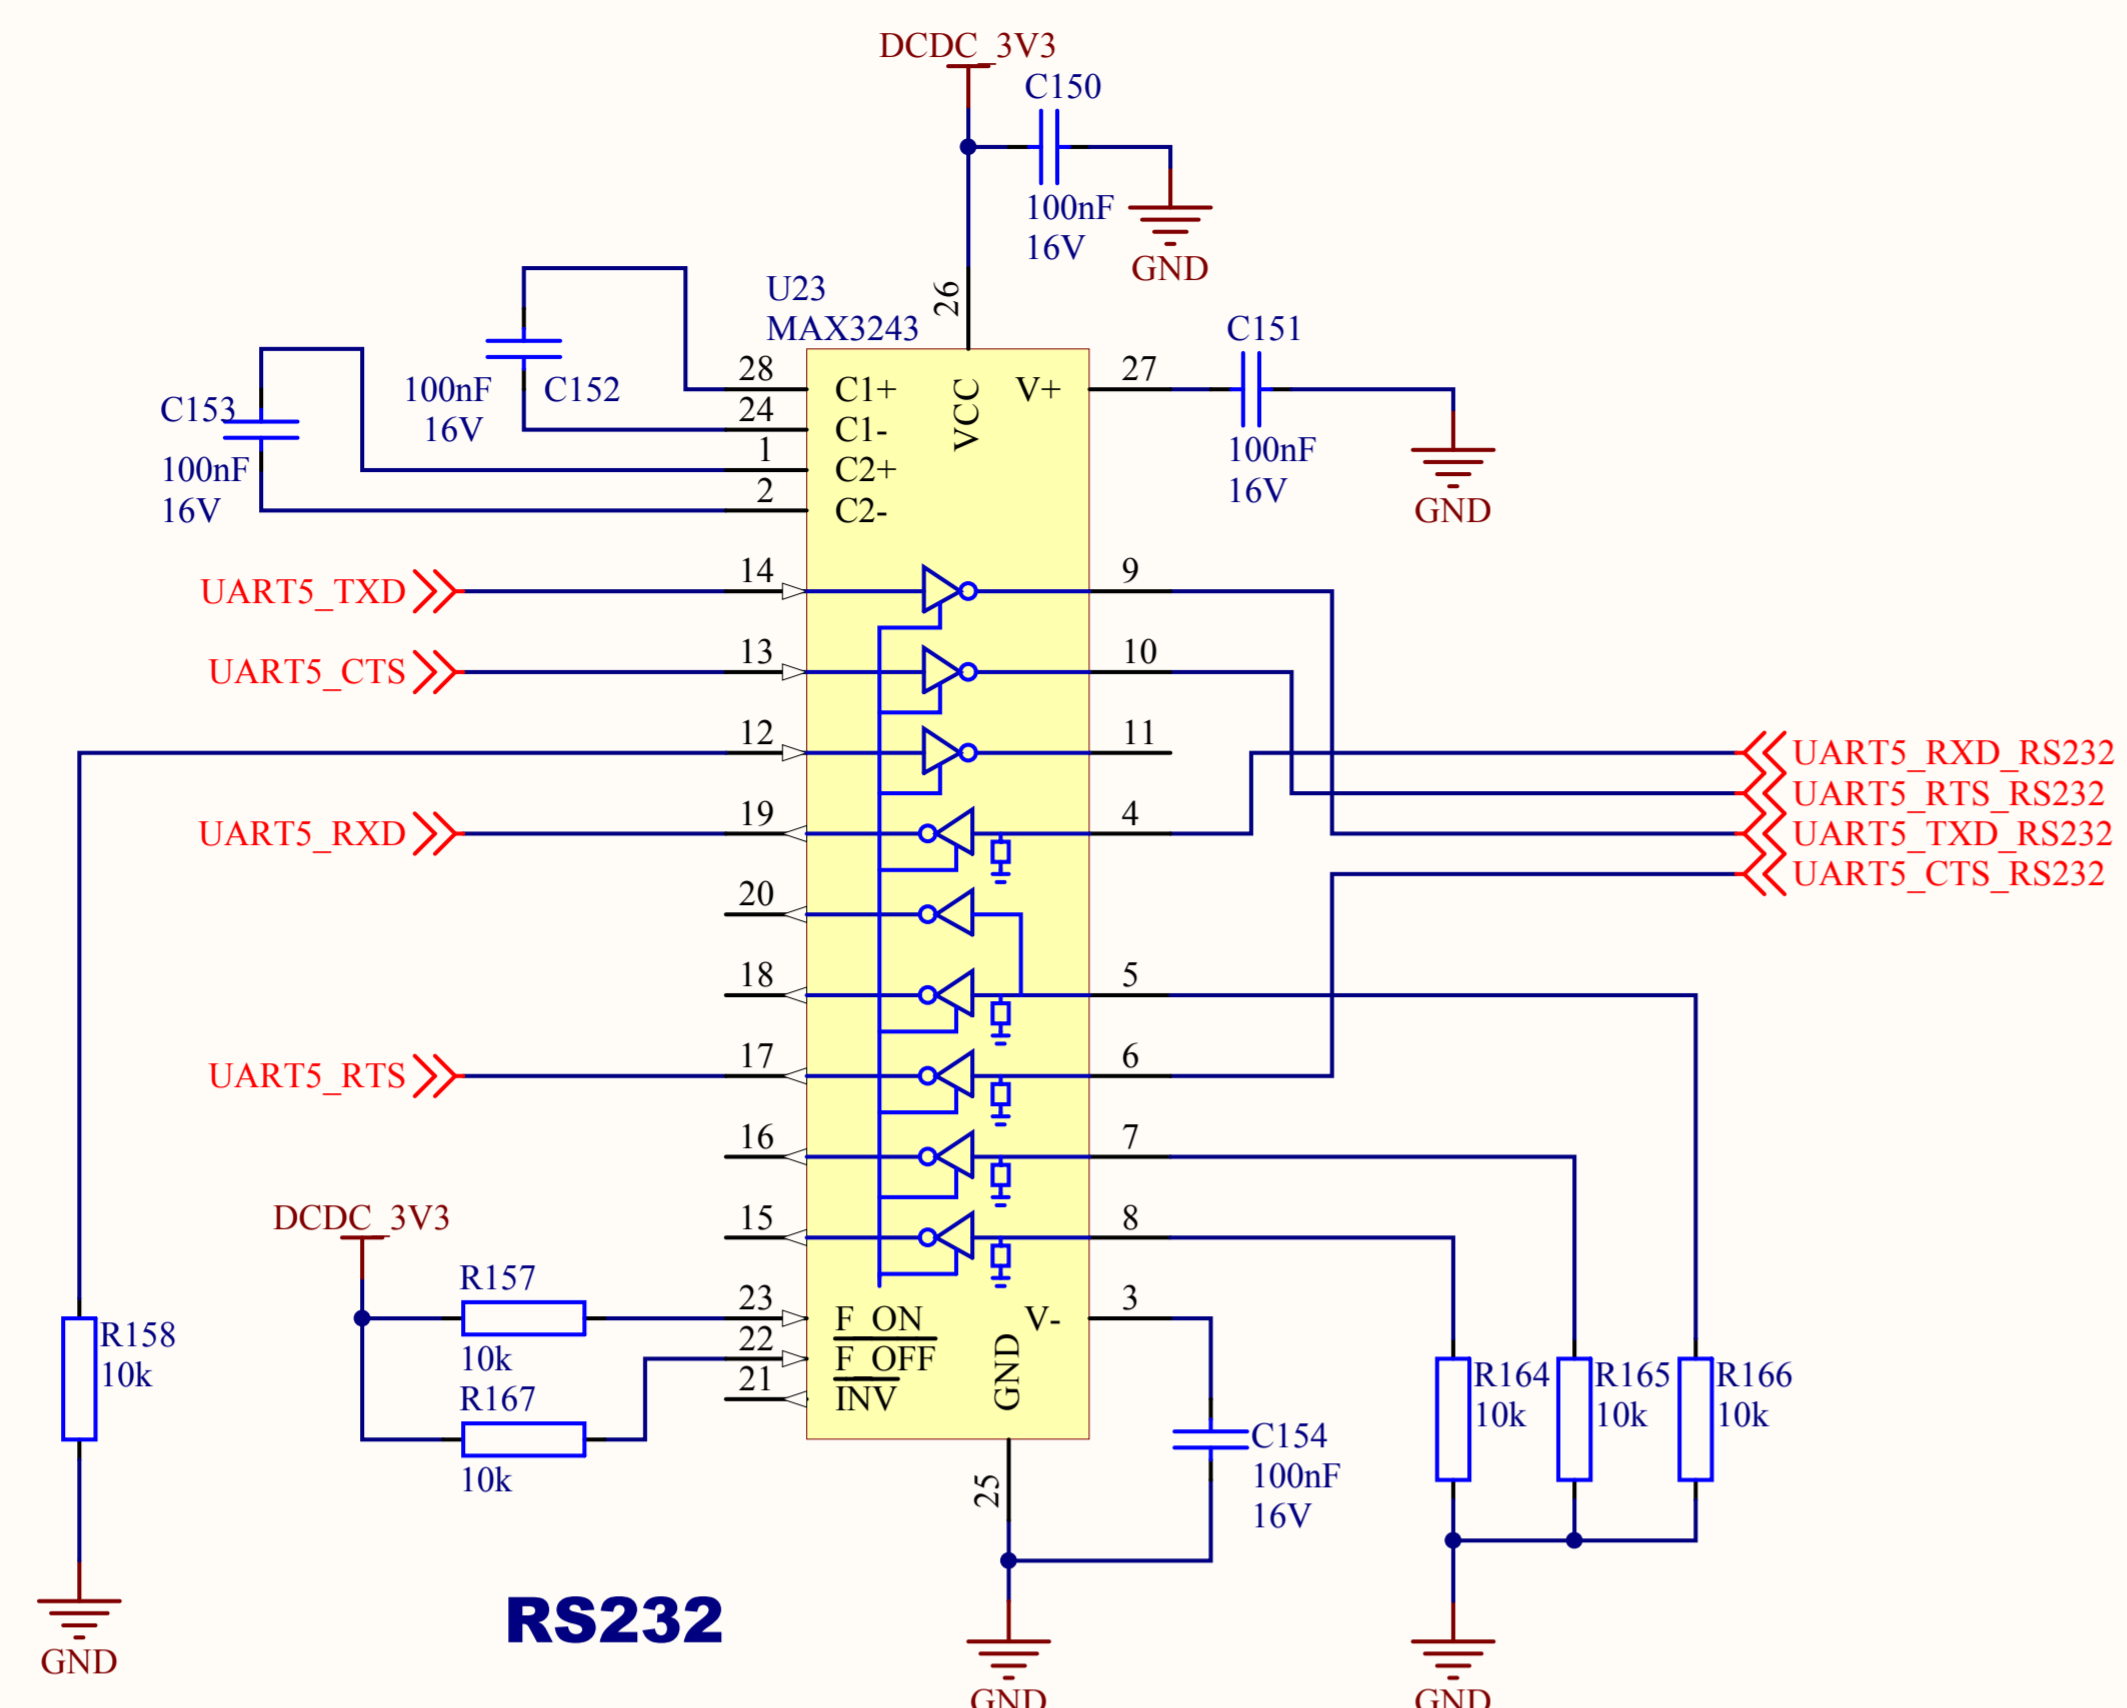 DCDC_3V3
C150
100nF
16V
GND
U23
MAX3243
26
VCC
C153
100nF
16V
100nF
16V
C152
28
C1+
24
C1-
1
C2+
2
C2-
V+
27
C151
100nF
16V
GND
UART5_TXD
14
9
UART5_CTS
13
10
12
11
UART5_RXD_RS232
UART5_RTS_RS232
UART5_RXD
19
4
UART5_TXD_RS232
UART5_CTS_RS232
20
18
5
UART5_RTS
17
6
16
7
15
8
DCDC_3V3
R157
10k
R167
10k
R158
10k
GND
23
F_ON
22
F_OFF
21
INV
V-
3
GND
25
GND
C154
100nF
16V
R164
10k
R165
10k
R166
10k
GND
RS232